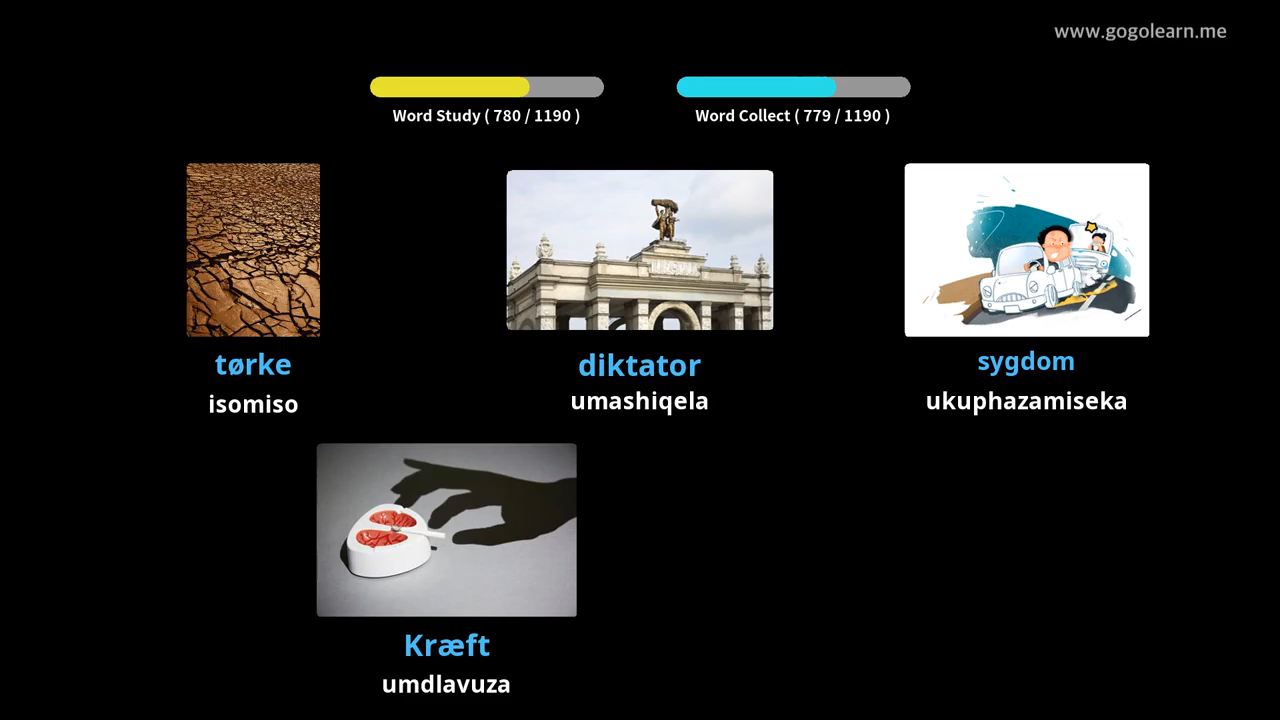 www.gogolearn.me
Word Study ( 780 / 1190 )
Word Collect ( 779 / 1190 )
tørke
isomiso
diktator
umashiqela
sygdom
ukuphazamiseka
Kræft
umdlavuza